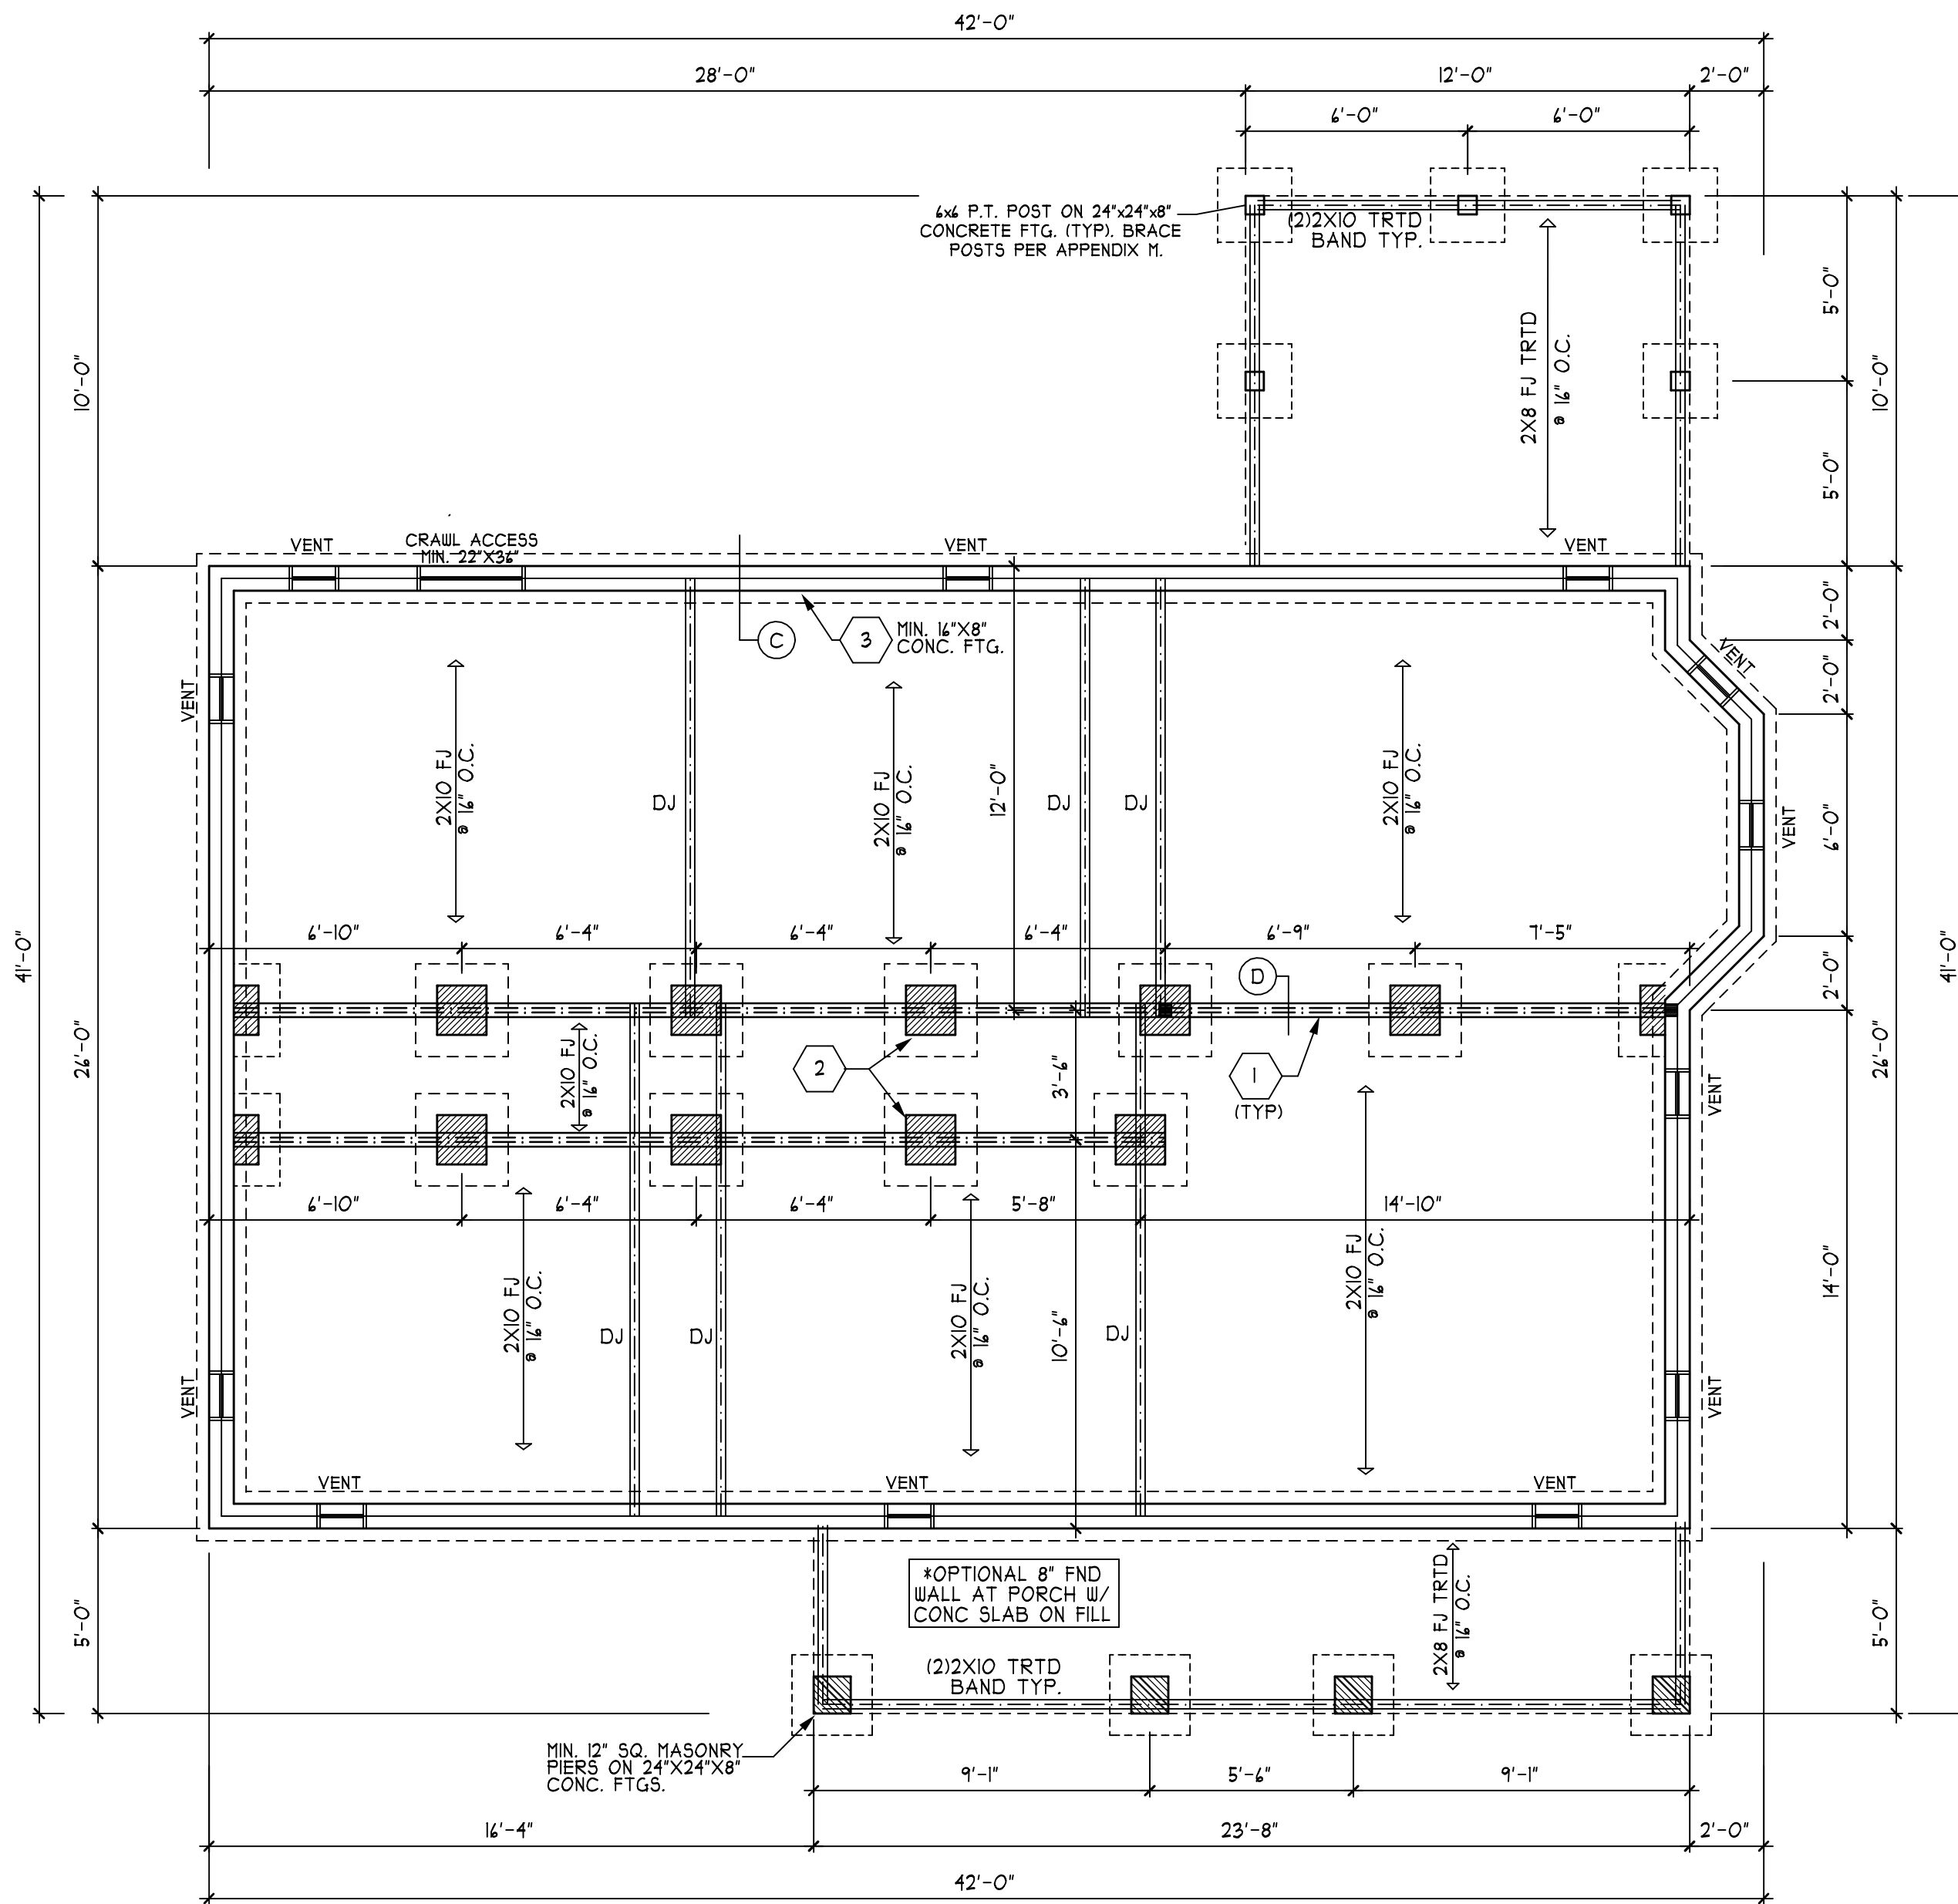 42'-0"
28'-0"
12'-0"
2'-0"
6'-0"
6'-0"
6x6 P.T. POST ON 24"x24"x8"
CONCRETE FTG. (TYP). BRACE
POSTS PER APPENDIX M.
(2)2X10 TRTD
BAND TYP.
2X8 FJ TRTD
@ 16" O.C.
5'-0"
5'-0"
10'-0"
10'-0"
41'-0"
26'-0"
5'-0"
VENT
CRAWL ACCESS
MIN. 22"X36"
VENT
VENT
C
3
MIN. 16"X8"
CONC. FTG.
VENT
VENT
2X10 FJ
@ 16" O.C.
DJ
2X10 FJ
@ 16" O.C.
12'-0"
DJ
DJ
2X10 FJ
@ 16" O.C.
VENT
2'-0"
2'-0"
6'-0"
2'-0"
14'-0"
26'-0"
41'-0"
6'-10"
6'-4"
6'-4"
6'-4"
6'-9"
7'-5"
D
2X10 FJ
@ 16" O.C.
2
3'-6"
1
(TYP)
VENT
6'-10"
6'-4"
6'-4"
5'-8"
14'-10"
2X10 FJ
@ 16" O.C.
DJ
DJ
2X10 FJ
@ 16" O.C.
10'-6"
DJ
2X10 FJ
@ 16" O.C.
VENT
VENT
VENT
VENT
VENT
*OPTIONAL 8" FND
WALL AT PORCH W/
CONC SLAB ON FILL
2X8 FJ TRTD
@ 16" O.C.
5'-0"
(2)2X10 TRTD
BAND TYP.
MIN. 12" SQ. MASONRY
PIERS ON 24"X24"X8"
CONC. FTGS.
9'-1"
5'-6"
9'-1"
16'-4"
23'-8"
2'-0"
42'-0"